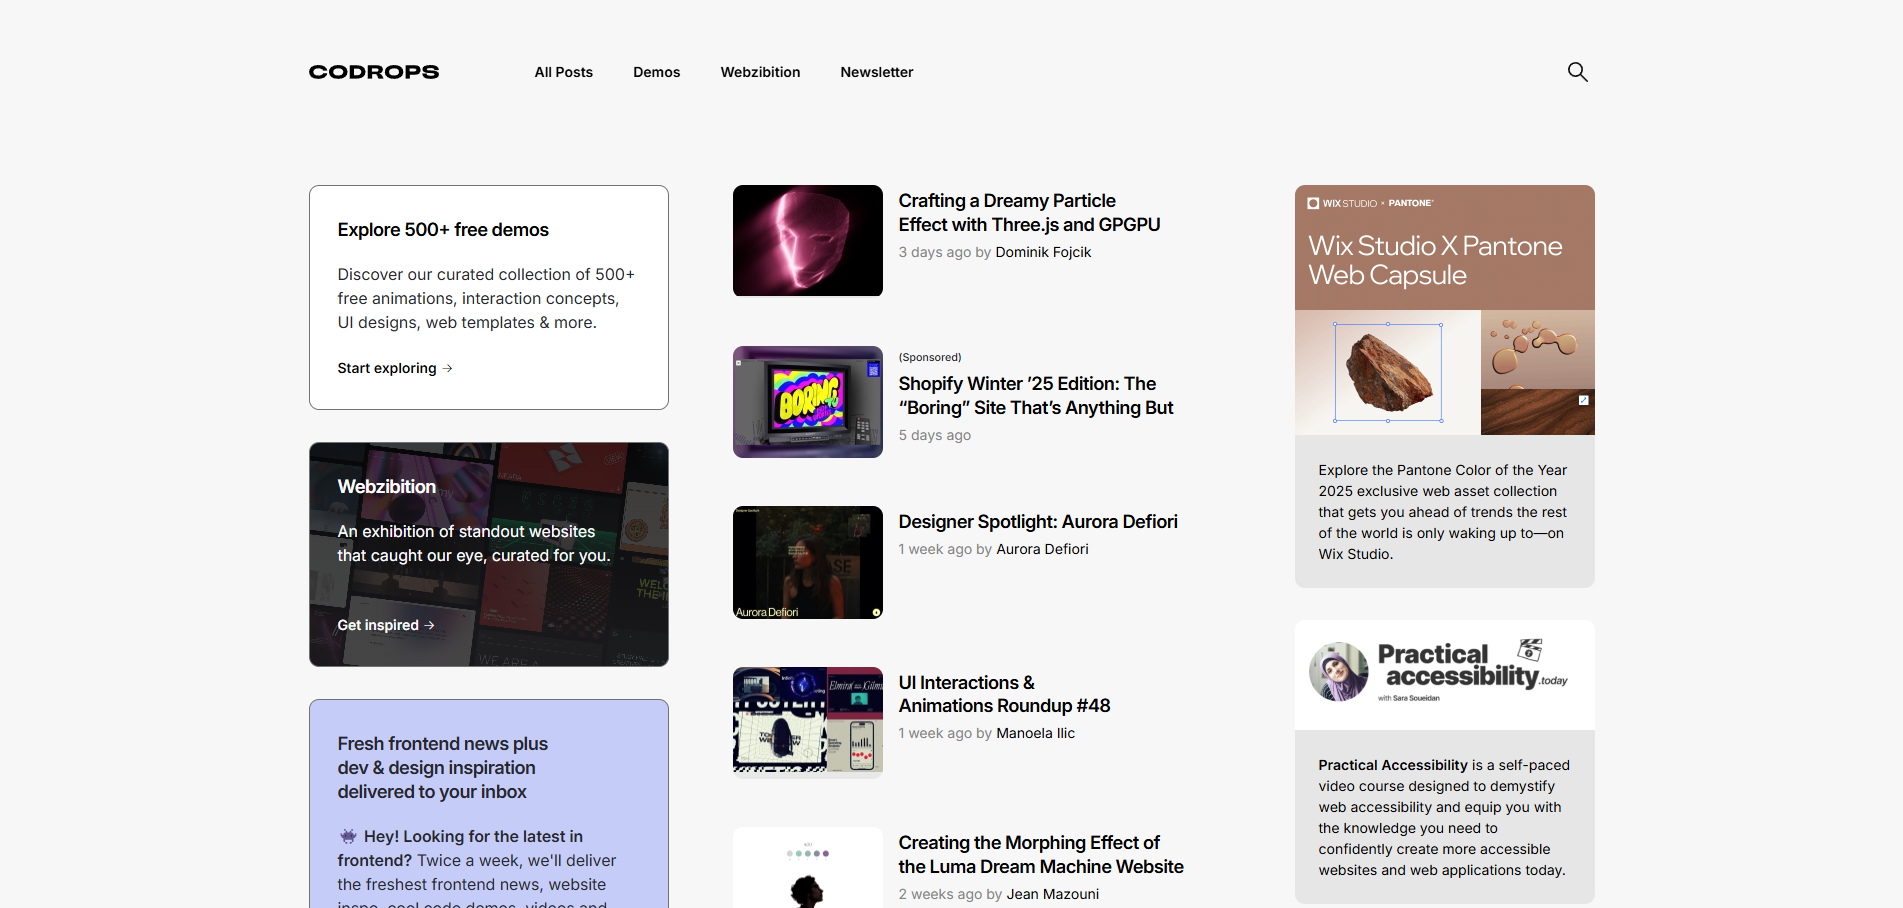 CODROPS
All Posts
Demos
Webzibition
Newsletter
Explore 500+ free demos
Discover our curated collection of 500+
free animations, interaction concepts,
UI designs, web templates & more.
Start exploring →
Webzibition
An exhibition of standout websites
that caught our eye, curated for you.
Get inspired →
Fresh frontend news plus
dev & design inspiration
delivered to your inbox
👾 Hey! Looking for the latest in
frontend? Twice a week, we'll deliver
the freshest frontend news, website
inspo, cool code demos, videos and
Crafting a Dreamy Particle
Effect with Three.js and GPGPU
3 days ago by Dominik Fojcik
BORING
(Sponsored)
Shopify Winter ’25 Edition: The
“Boring” Site That’s Anything But
5 days ago
Aurora Defiori
Designer Spotlight: Aurora Defiori
1 week ago by Aurora Defiori
UI Interactions &
Animations Roundup #48
1 week ago by Manoela Ilic
Creating the Morphing Effect of
the Luma Dream Machine Website
2 weeks ago by Jean Mazouni
WIX STUDIO × PANTONE
Wix Studio X Pantone
Web Capsule
Explore the Pantone Color of the Year
2025 exclusive web asset collection
that gets you ahead of trends the rest
of the world is only waking up to—on
Wix Studio.
Practical
accessibility.today
with Sara Soueidan
Practical Accessibility is a self-paced
video course designed to demystify
web accessibility and equip you with
the knowledge you need to
confidently create more accessible
websites and web applications today.